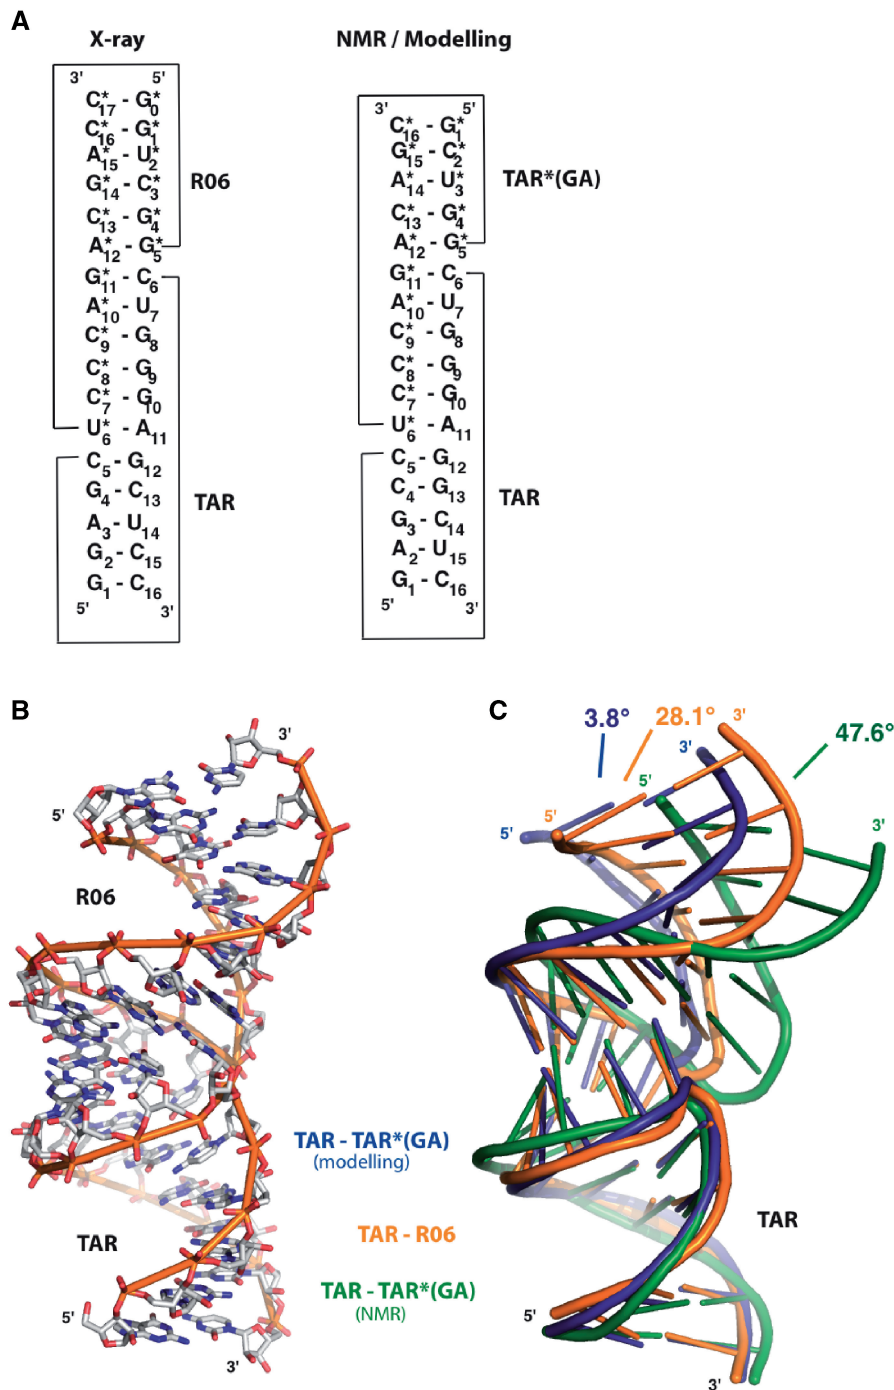 A
X-ray
3' 5'
C*17 - G*0
C*16 - G*1
A*15 - U*2
G*14 - C*3
C*13 - G*4
A*12 - G*5
G*11 - C6
A*10 - U7
C*9 - G8
C*8 - G9
C*7 - G10
U*6 - A11
C5 - G12
G4 - C13
A3 - U14
G2 - C15
G1 - C16
5' 3'
R06
TAR
NMR / Modelling
3' 5'
C*16 - G*1
G*15 - C*2
A*14 - U*3
C*13 - G*4
A*12 - G*5
G*11 - C6
A*10 - U7
C*9 - G8
C*8 - G9
C*7 - G10
U*6 - A11
C5 - G12
C4 - G13
G3 - C14
A2 - U15
G1 - C16
5' 3'
TAR*(GA)
TAR
B
3'
5'
R06
TAR
5'
3'
TAR - TAR*(GA)
(modelling)
TAR - R06
TAR - TAR*(GA)
(NMR)
C
3.8°
28.1°
47.6°
3'
3'
5'
3'
5'
5'
TAR
5'
3'